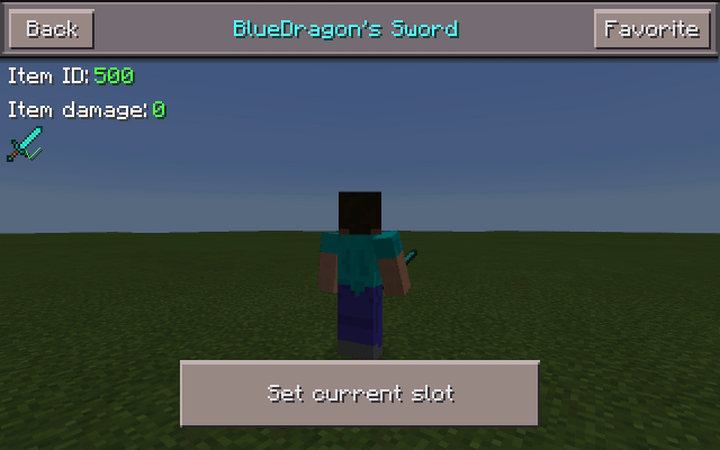 Back
BlueDragon's Sword
Favorite
Item ID: 500
Item damage: 0
Set current slot